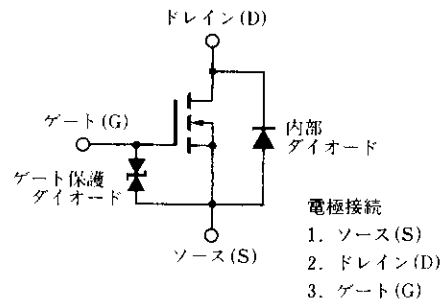 ドレイン(D)
ゲート(G)
内部
ダイオード
ゲート保護
ダイオード
ソース(S)
電極接続
1. ソース(S)
2. ドレイン(D)
3. ゲート(G)